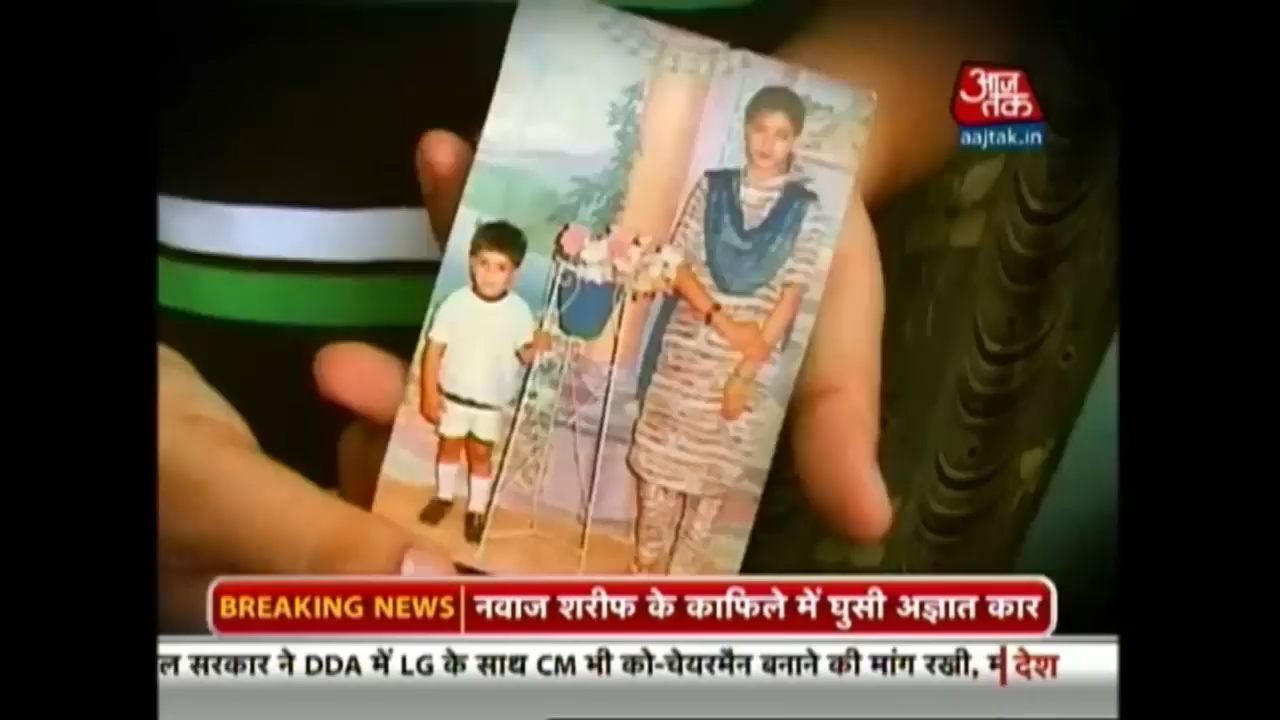 आज
तक
aajtak.in
BREAKING NEWS नवाज शरीफ के काफिले में घुसी अज्ञात कार
ल सरकार ने DDA में LG के साथ CM भी को-चेयरमैन बनाने की मांग रखी, देश